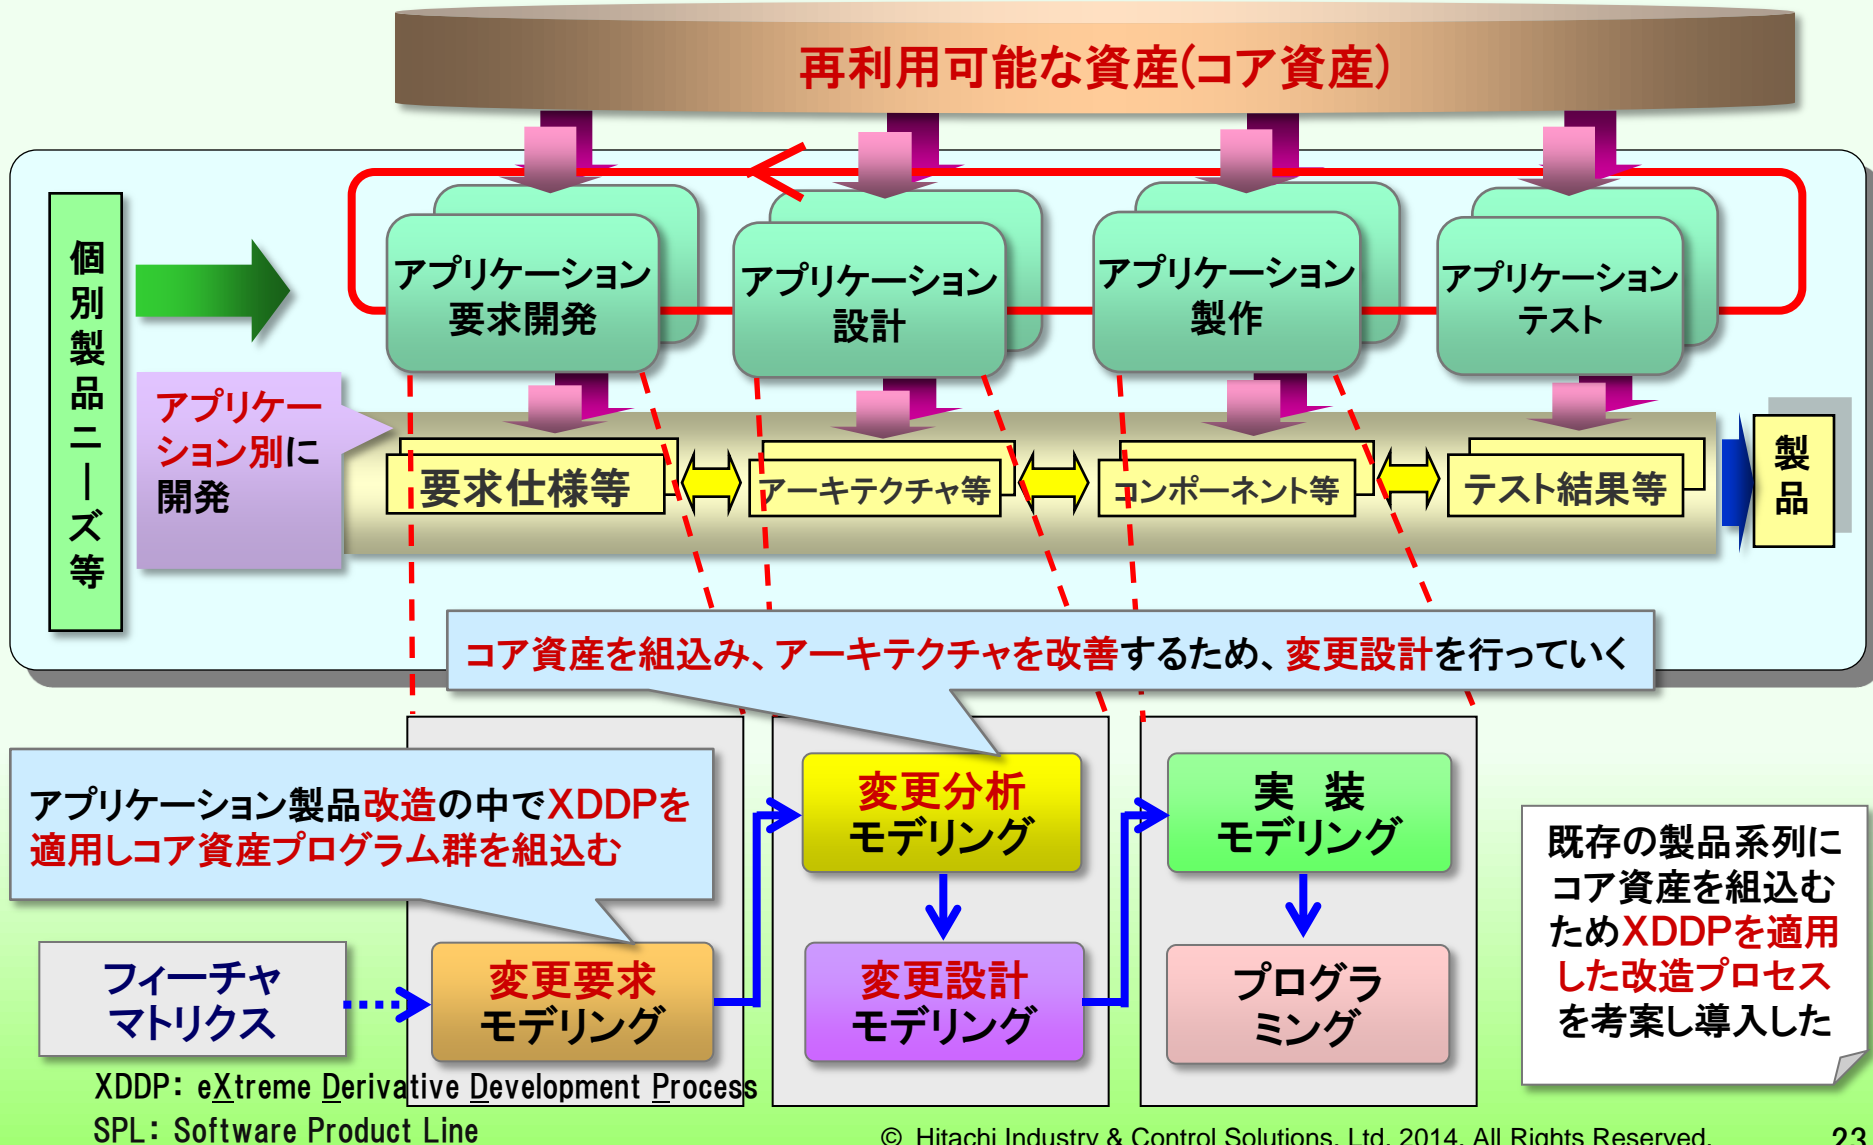 再利用可能な資産(コア資産)
個別製品ニーズ等
アプリケーション
要求開発
アプリケーション
設計
アプリケーション
製作
アプリケーション
テスト
アプリケー
ション別に
開発
要求仕様等
アーキテクチャ等
コンポーネント等
テスト結果等
製品
コア資産を組込み、アーキテクチャを改善するため、変更設計を行っていく
アプリケーション製品改造の中でXDDPを
適用しコア資産プログラム群を組込む
変更分析
モデリング
実 装
モデリング
フィーチャ
マトリクス
変更要求
モデリング
変更設計
モデリング
プログラ
ミング
既存の製品系列に
コア資産を組込む
ためXDDPを適用
した改造プロセス
を考案し導入した
XDDP: eXtreme Derivative Development Process
SPL: Software Product Line
© Hitachi Industry & Control Solutions, Ltd. 2014. All Rights Reserved.
23